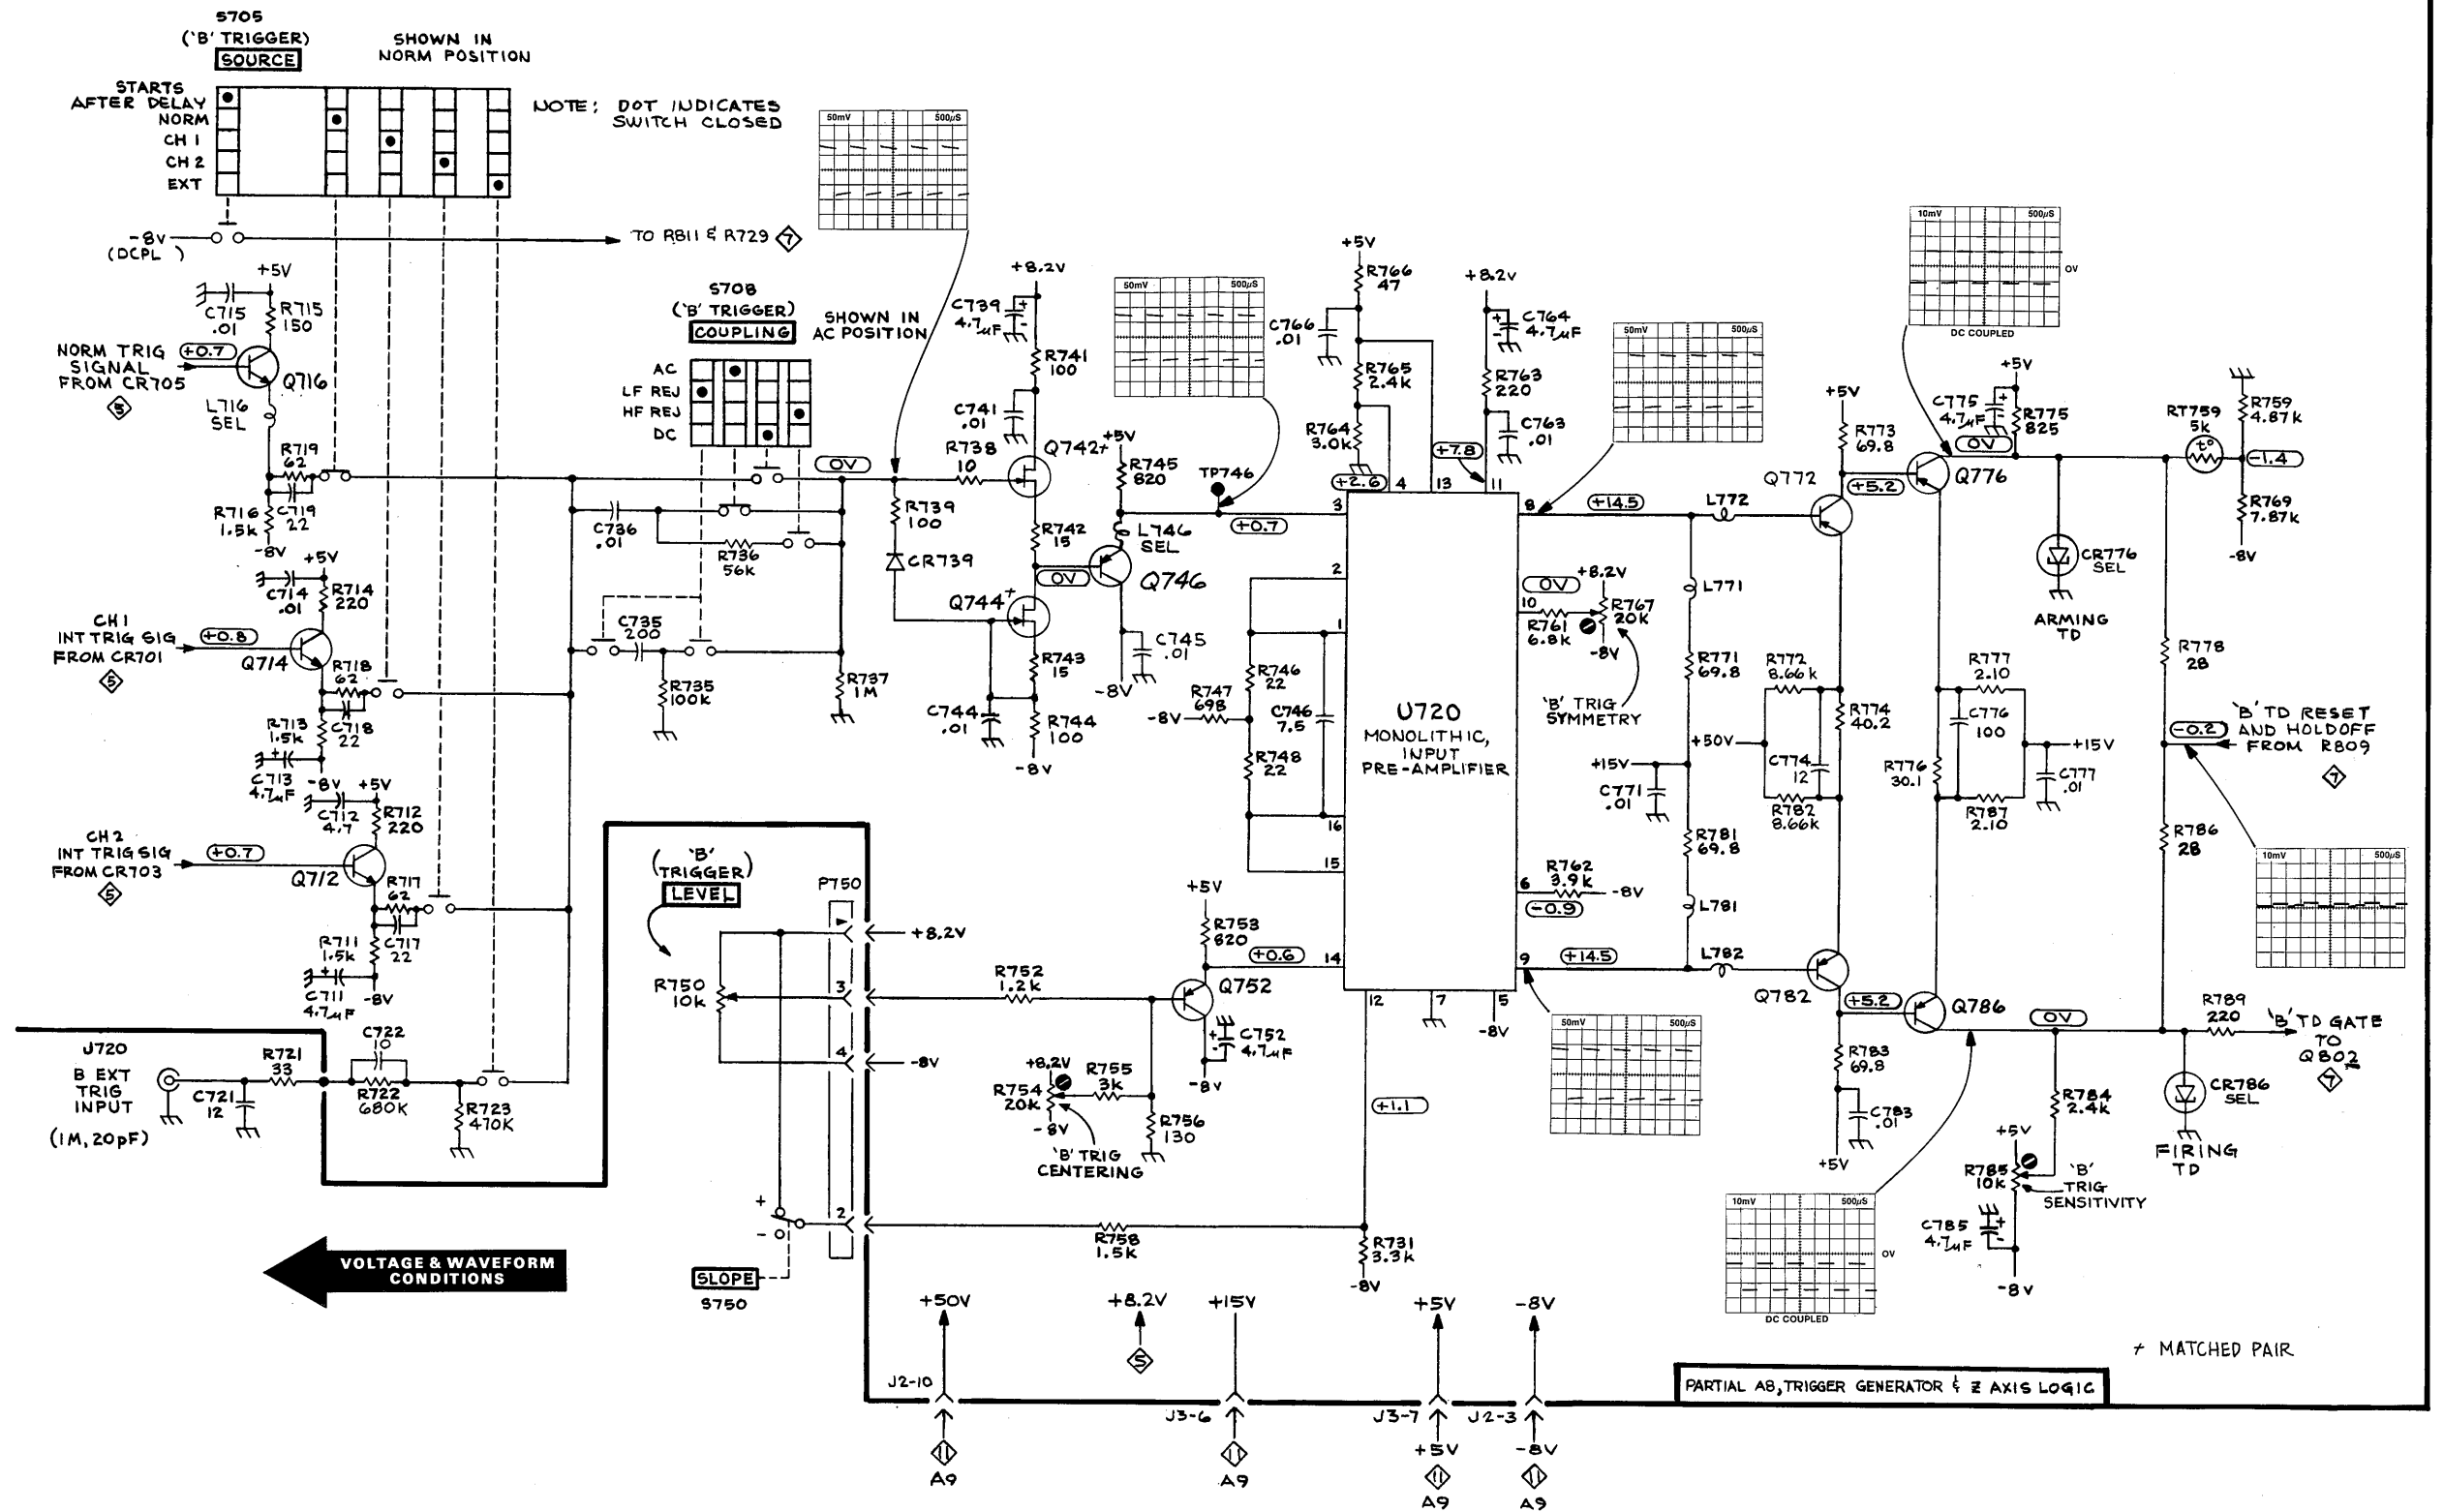 S705
('B' TRIGGER)
SOURCE
SHOWN IN
NORM POSITION
STARTS
AFTER DELAY
NORM
CH 1
CH 2
EXT
NOTE: DOT INDICATES
SWITCH CLOSED
-8V
(DCPL )
TO R811 & R729 7
+5V
C715
.01
R715
150
NORM TRIG
SIGNAL
FROM CR705
5
+0.7
Q716
L716
SEL
R719
62
C719
22
R716
1.5k
-8V
+5V
C714
.01
R714
220
CH 1
INT TRIG SIG
FROM CR701
5
+0.8
Q714
R718
62
C718
22
R713
1.5k
C713
4.7µF
-8V
+5V
C712
4.7
R712
220
CH 2
INT TRIG SIG
FROM CR703
5
+0.7
Q712
R717
62
C717
22
R711
1.5k
C711
4.7µF
-8V
J720
B EXT
TRIG
INPUT
(1M, 20pF)
C721
12
R721
33
C722
R722
680K
R723
470K
VOLTAGE & WAVEFORM
CONDITIONS
S708
('B' TRIGGER)
COUPLING
SHOWN IN
AC POSITION
AC
LF REJ
HF REJ
DC
0V
C736
.01
R736
56k
C735
200
R735
100k
R737
1M
50mV 500µS
+8.2V
C739
4.7µF
R741
100
C741
.01
R738
10
Q742+
R739
100
CR739
R742
15
0V
Q744+
R743
15
C744
.01
R744
100
-8V
+5V
R745
820
L746
SEL
Q746
C745
.01
-8V
50mV 500µS
TP746
+0.7
+5V
R766
47
C766
.01
R765
2.4k
R764
3.0k
+2.6
+8.2V
C764
4.7µF
R763
220
C763
.01
+7.8
4 13 11
3
2
1
16
15
14
12 7 5
8
10
6
9
U720
MONOLITHIC,
INPUT
PRE-AMPLIFIER
R746
22
R747
698
-8V
C746
7.5
R748
22
-8V
('B'
TRIGGER)
LEVEL
P750
+8.2V
3
4
-8V
2
R750
10k
R752
1.2k
+5V
R753
820
+0.6
Q752
C752
4.7µF
-8V
+8.2V
R754
20k
-8V
R755
3k
R756
130
'B' TRIG
CENTERING
+
-
SLOPE
S750
R758
1.5k
+1.1
R731
3.3k
-8V
50mV 500µS
+14.5
L772
0V
+8.2V
R767
20K
R761
6.8k
-8V
'B' TRIG
SYMMETRY
L771
R771
69.8
+15V
C771
.01
R781
69.8
L781
R762
3.9k
-8V
-0.9
+14.5
L782
50mV 500µS
10mV 500µS
0V
DC COUPLED
+5V
R773
69.8
Q772
+5.2
Q776
R772
8.66k
R774
40.2
+50V
C774
12
R782
8.66k
R777
2.10
C776
100
R776
30.1
R787
2.10
+15V
C777
.01
Q782
+5.2
Q786
R783
69.8
C783
.01
+5V
+5V
C775
4.7µF
R775
825
0V
RT759
5k
t°
R759
4.87k
-1.4
R769
7.87k
-8V
CR776
SEL
ARMING
TD
R778
28
'B' TD RESET
AND HOLDOFF
FROM R809
7
-0.2
R786
28
10mV 500µS
0V
R789
220
'B' TD GATE
TO
Q802
7
CR786
SEL
FIRING
TD
R784
2.4k
+5V
R785
10k
'B'
TRIG
SENSITIVITY
C785
4.7µF
-8V
10mV 500µS
0V
DC COUPLED
+ MATCHED PAIR
PARTIAL A8, TRIGGER GENERATOR & Z AXIS LOGIC
+50V
J2-10
11
A9
+8.2V
5
+15V
J3-6
11
A9
+5V
J3-7
+5V
11
A9
-8V
J2-3
-8V
11
A9